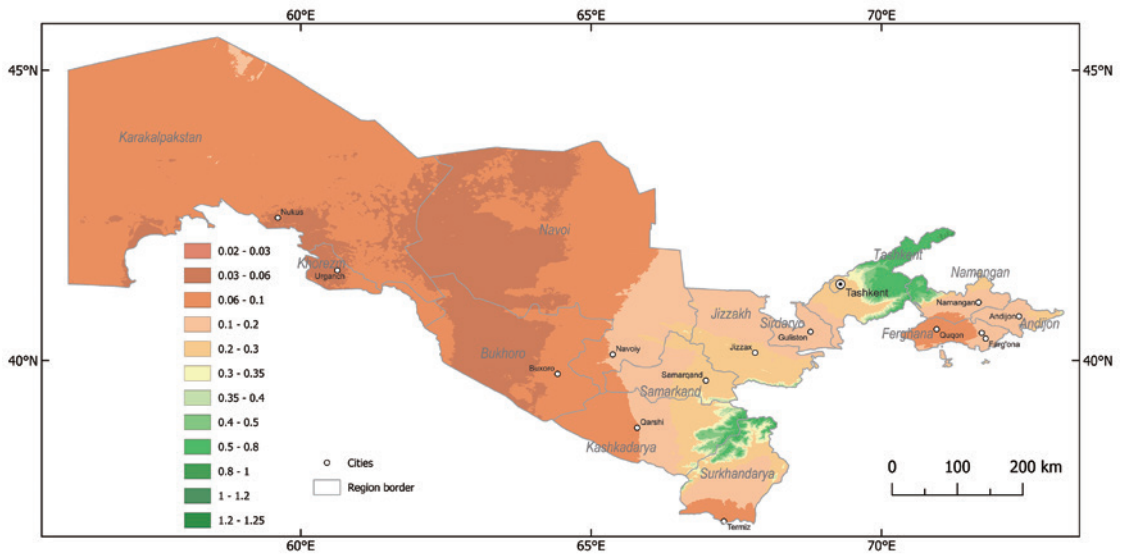 60°E
65°E
70°E
45°N
45°N
Karakalpakstan
Nukus
Navoi
Khorezm
Urganch
Tashkent
Tashkent
Namangan
Namangan
Jizzakh
Sirdaryo
Guliston
Andijon
Andijon
Ferghana
Quqon
Farg'ona
40°N
40°N
Bukhoro
Buxoro
Navoiy
Jizzax
Samarqand
Samarkand
Qarshi
Kashkadarya
Surkhandarya
Termiz
0.02 - 0.03
0.03 - 0.06
0.06 - 0.1
0.1 - 0.2
0.2 - 0.3
0.3 - 0.35
0.35 - 0.4
0.4 - 0.5
0.5 - 0.8
0.8 - 1
1 - 1.2
1.2 - 1.25
Cities
Region border
0 100 200 km
60°E
65°E
70°E